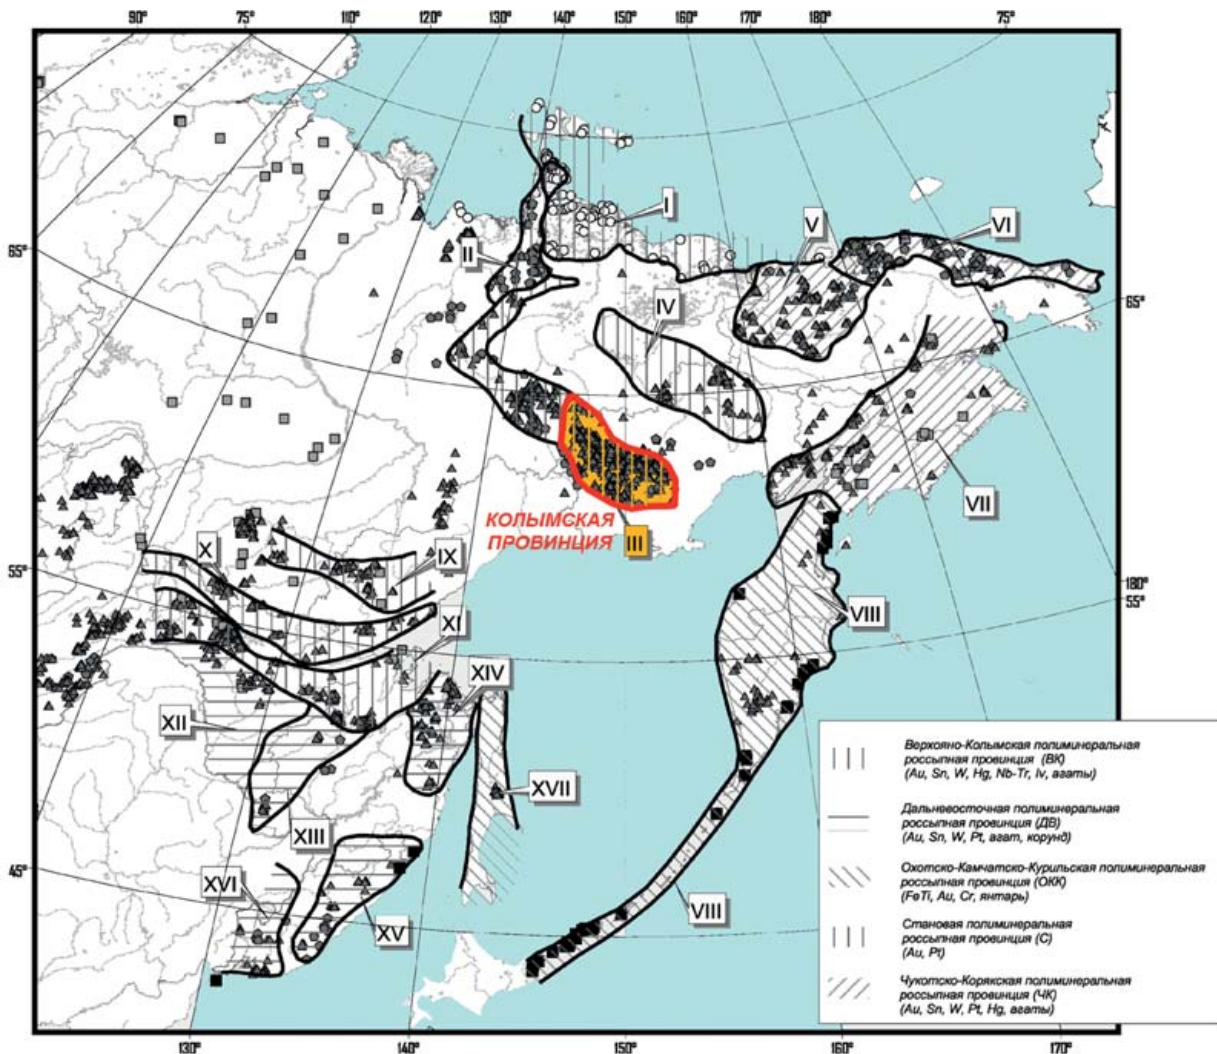 90° 75° 110° 120° 130° 140° 150° 160° 170° 180° 75°
65°
I
V
VI
II
IV
65°
VII
КОЛЫМСКАЯ
ПРОВИНЦИЯ
III
X
IX
55°
180°
55°
VIII
XI
XIV
XII
XVII
XIII
45°
XVI
XV
VIII
Верхояно-Колымская полиминеральная
россыпная провинция (ВК)
(Au, Sn, W, Hg, Nb-Tr, Iv, агаты)
Дальневосточная полиминеральная
россыпная провинция (ДВ)
(Au, Sn, W, Pt, агат, корунд)
Охотско-Камчатско-Курильская полиминеральная
россыпная провинция (ОКК)
(FeTi, Au, Cr, янтарь)
Становая полиминеральная
россыпная провинция (С)
(Au, Pt)
Чукотско-Корякская полиминеральная
россыпная провинция (ЧК)
(Au, Sn, W, Pt, Hg, агаты)
130° 140° 150° 160° 170°